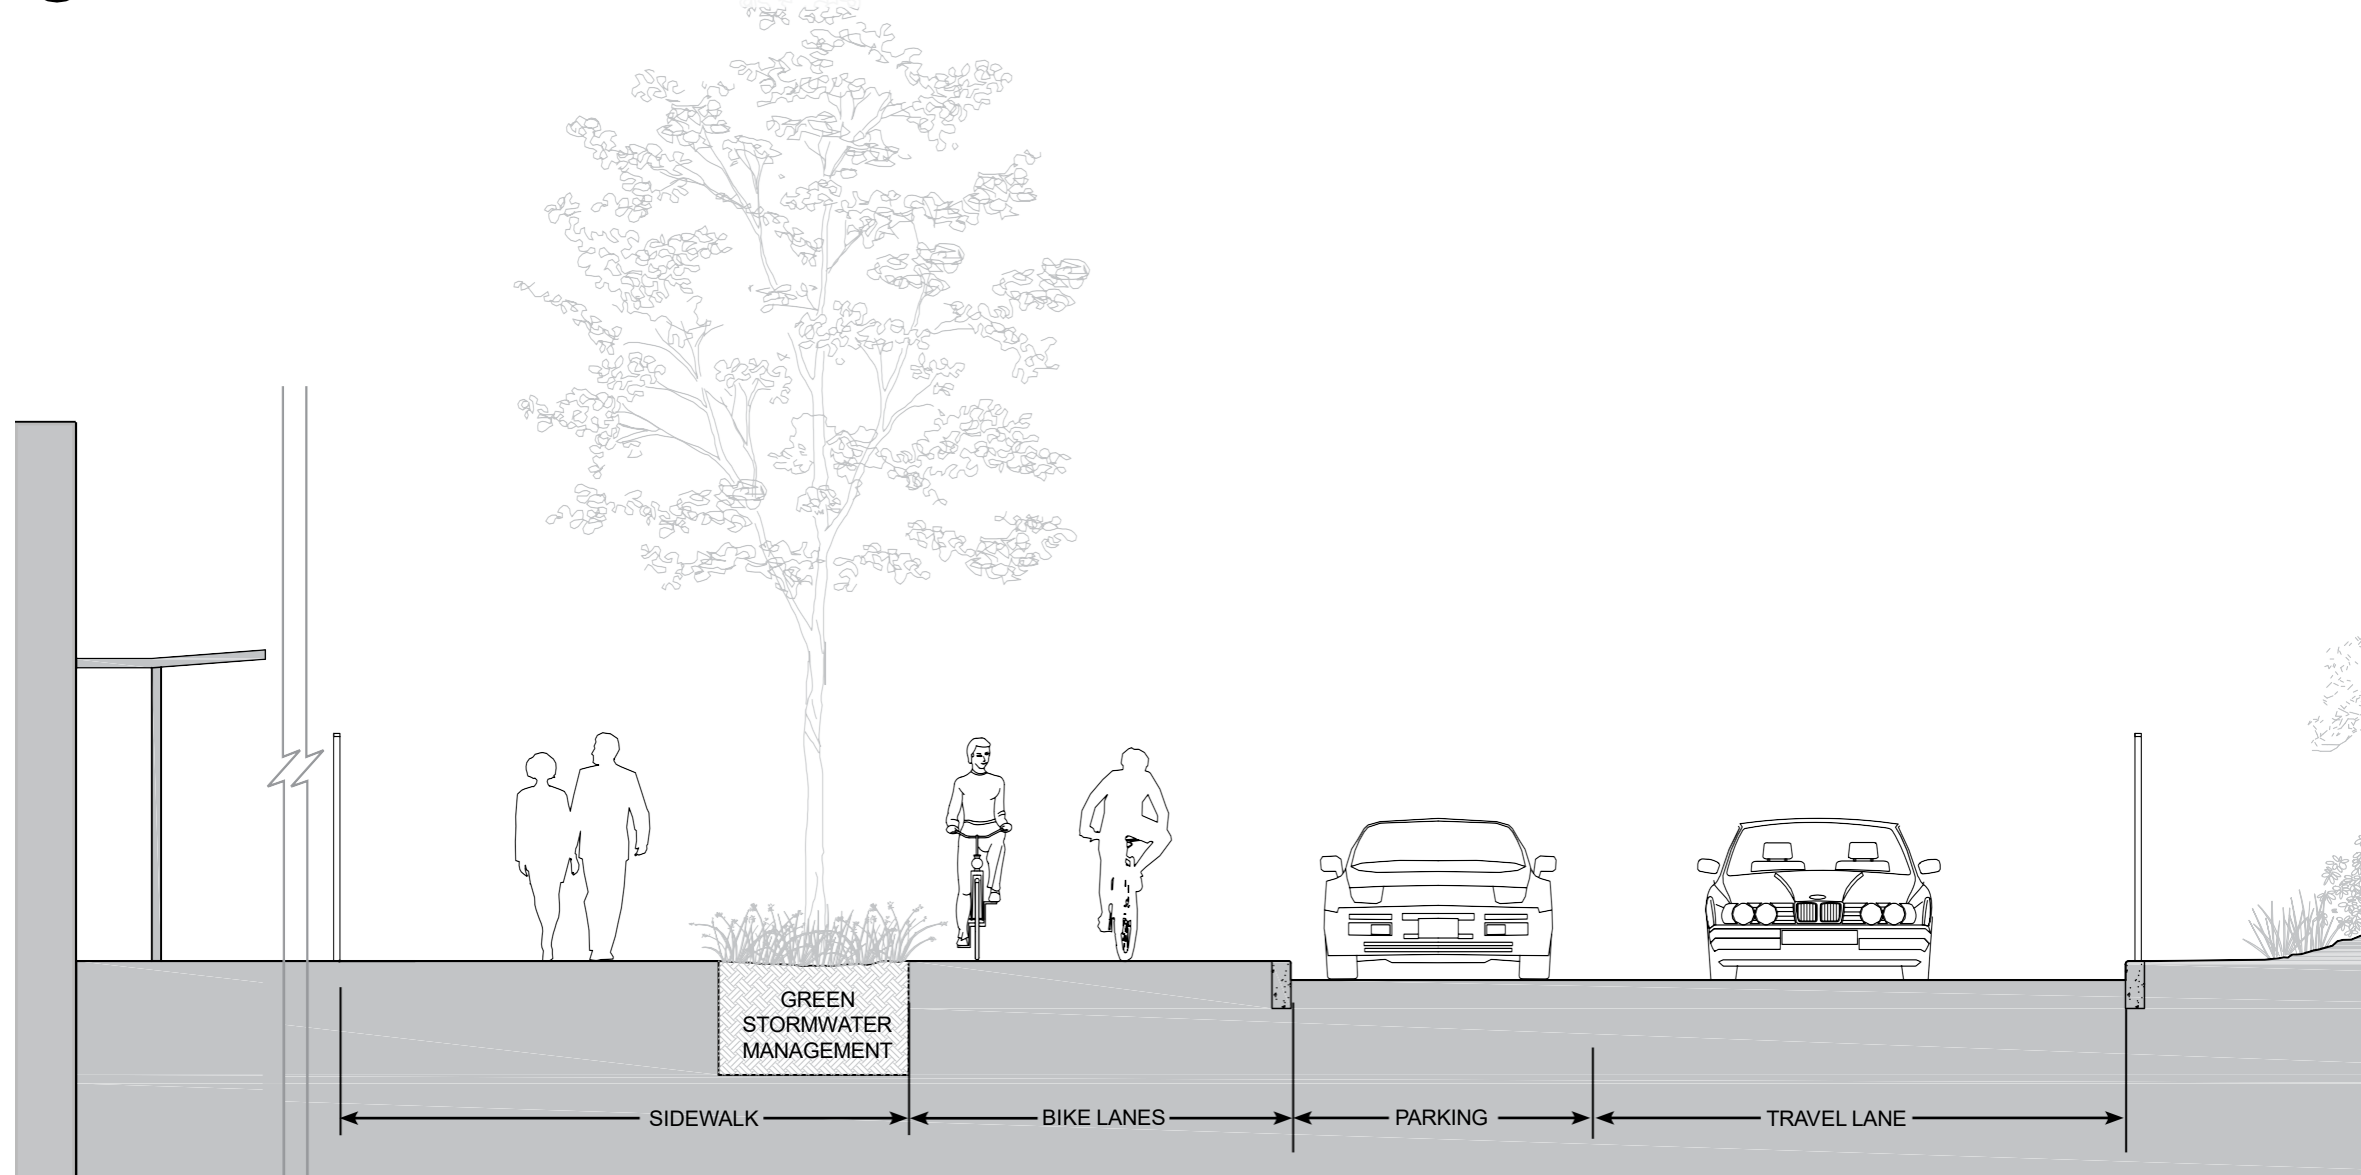 GREEN
STORMWATER
MANAGEMENT
SIDEWALK
BIKE LANES
PARKING
TRAVEL LANE